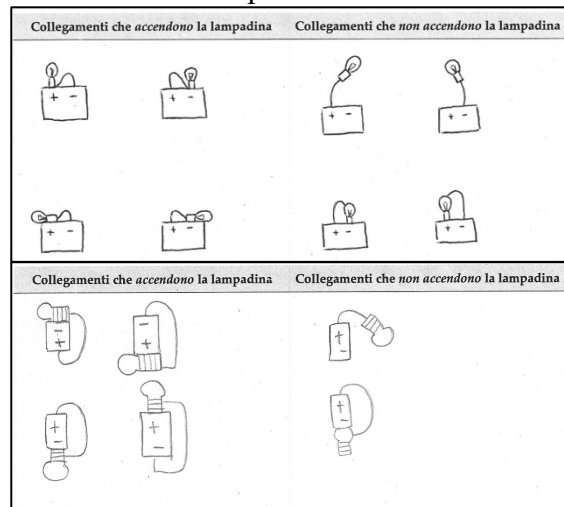 Collegamenti che accendono la lampadina Collegamenti che non accendono la lampadina
+ - + - + - + -
+ - + - + - + -
Collegamenti che accendono la lampadina Collegamenti che non accendono la lampadina
- - +
+ + -
+ + +
- - -